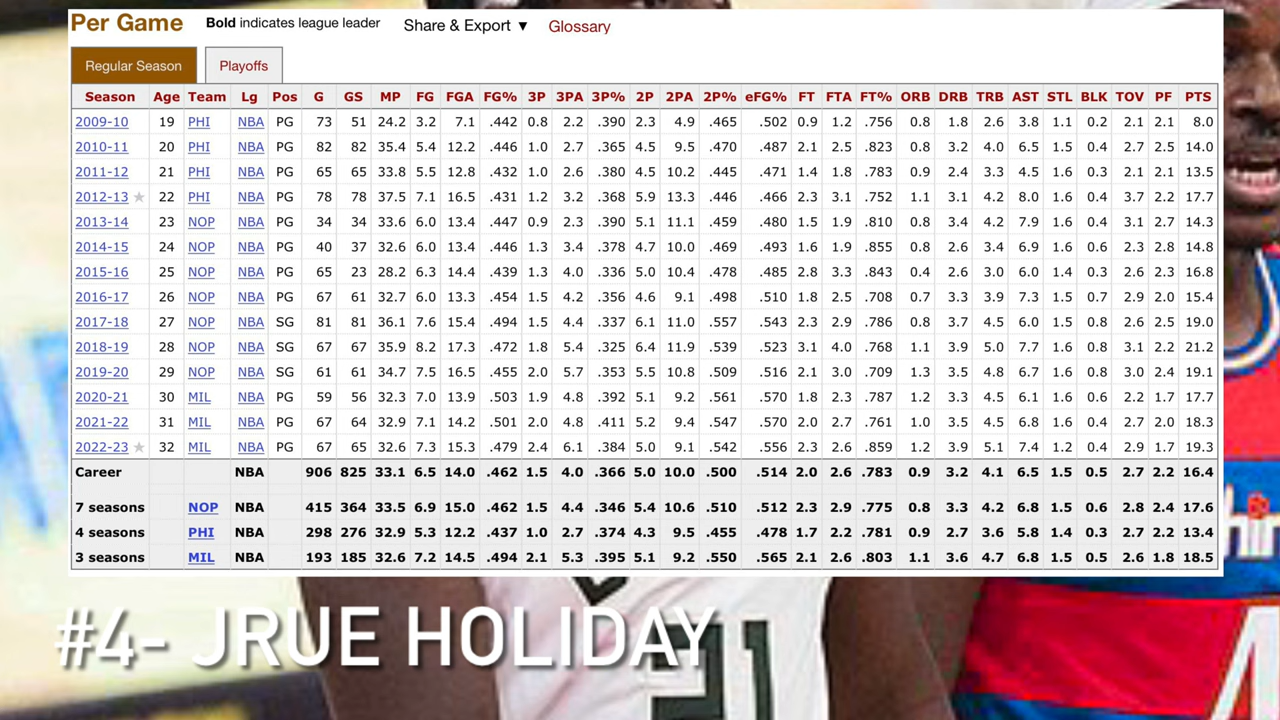 Per Game Bold indicates league leader Share & Export ▼ Glossary
Regular Season Playoffs
Season Age Team Lg Pos G GS MP FG FGA FG% 3P 3PA 3P% 2P 2PA 2P% eFG% FT FTA FT% ORB DRB TRB AST STL BLK TOV PF PTS
2009-10 19 PHI NBA PG 73 51 24.2 3.2 7.1 .442 0.8 2.2 .390 2.3 4.9 .465 .502 0.9 1.2 .756 0.8 1.8 2.6 3.8 1.1 0.2 2.1 2.1 8.0
2010-11 20 PHI NBA PG 82 82 35.4 5.4 12.2 .446 1.0 2.7 .365 4.5 9.5 .470 .487 2.1 2.5 .823 0.8 3.2 4.0 6.5 1.5 0.4 2.7 2.5 14.0
2011-12 21 PHI NBA PG 65 65 33.8 5.5 12.8 .432 1.0 2.6 .380 4.5 10.2 .445 .471 1.4 1.8 .783 0.9 2.4 3.3 4.5 1.6 0.3 2.1 2.1 13.5
2012-13 ★ 22 PHI NBA PG 78 78 37.5 7.1 16.5 .431 1.2 3.2 .368 5.9 13.3 .446 .466 2.3 3.1 .752 1.1 3.1 4.2 8.0 1.6 0.4 3.7 2.2 17.7
2013-14 23 NOP NBA PG 34 34 33.6 6.0 13.4 .447 0.9 2.3 .390 5.1 11.1 .459 .480 1.5 1.9 .810 0.8 3.4 4.2 7.9 1.6 0.4 3.1 2.7 14.3
2014-15 24 NOP NBA PG 40 37 32.6 6.0 13.4 .446 1.3 3.4 .378 4.7 10.0 .469 .493 1.6 1.9 .855 0.8 2.6 3.4 6.9 1.6 0.6 2.3 2.8 14.8
2015-16 25 NOP NBA PG 65 23 28.2 6.3 14.4 .439 1.3 4.0 .336 5.0 10.4 .478 .485 2.8 3.3 .843 0.4 2.6 3.0 6.0 1.4 0.3 2.6 2.3 16.8
2016-17 26 NOP NBA PG 67 61 32.7 6.0 13.3 .454 1.5 4.2 .356 4.6 9.1 .498 .510 1.8 2.5 .708 0.7 3.3 3.9 7.3 1.5 0.7 2.9 2.0 15.4
2017-18 27 NOP NBA SG 81 81 36.1 7.6 15.4 .494 1.5 4.4 .337 6.1 11.0 .557 .543 2.3 2.9 .786 0.8 3.7 4.5 6.0 1.5 0.8 2.6 2.5 19.0
2018-19 28 NOP NBA SG 67 67 35.9 8.2 17.3 .472 1.8 5.4 .325 6.4 11.9 .539 .523 3.1 4.0 .768 1.1 3.9 5.0 7.7 1.6 0.8 3.1 2.2 21.2
2019-20 29 NOP NBA SG 61 61 34.7 7.5 16.5 .455 2.0 5.7 .353 5.5 10.8 .509 .516 2.1 3.0 .709 1.3 3.5 4.8 6.7 1.6 0.8 3.0 2.4 19.1
2020-21 30 MIL NBA PG 59 56 32.3 7.0 13.9 .503 1.9 4.8 .392 5.1 9.2 .561 .570 1.8 2.3 .787 1.2 3.3 4.5 6.1 1.6 0.6 2.2 1.7 17.7
2021-22 31 MIL NBA PG 67 64 32.9 7.1 14.2 .501 2.0 4.8 .411 5.2 9.4 .547 .570 2.0 2.7 .761 1.0 3.5 4.5 6.8 1.6 0.4 2.7 2.0 18.3
2022-23 ★ 32 MIL NBA PG 67 65 32.6 7.3 15.3 .479 2.4 6.1 .384 5.0 9.1 .542 .556 2.3 2.6 .859 1.2 3.9 5.1 7.4 1.2 0.4 2.9 1.7 19.3
Career NBA 906 825 33.1 6.5 14.0 .462 1.5 4.0 .366 5.0 10.0 .500 .514 2.0 2.6 .783 0.9 3.2 4.1 6.5 1.5 0.5 2.7 2.2 16.4
7 seasons NOP NBA 415 364 33.5 6.9 15.0 .462 1.5 4.4 .346 5.4 10.6 .510 .512 2.3 2.9 .775 0.8 3.3 4.2 6.8 1.5 0.6 2.8 2.4 17.6
4 seasons PHI NBA 298 276 32.9 5.3 12.2 .437 1.0 2.7 .374 4.3 9.5 .455 .478 1.7 2.2 .781 0.9 2.7 3.6 5.8 1.4 0.3 2.7 2.2 13.4
3 seasons MIL NBA 193 185 32.6 7.2 14.5 .494 2.1 5.3 .395 5.1 9.2 .550 .565 2.1 2.6 .803 1.1 3.6 4.7 6.8 1.5 0.5 2.6 1.8 18.5
#4- JRUE HOLIDAY
21